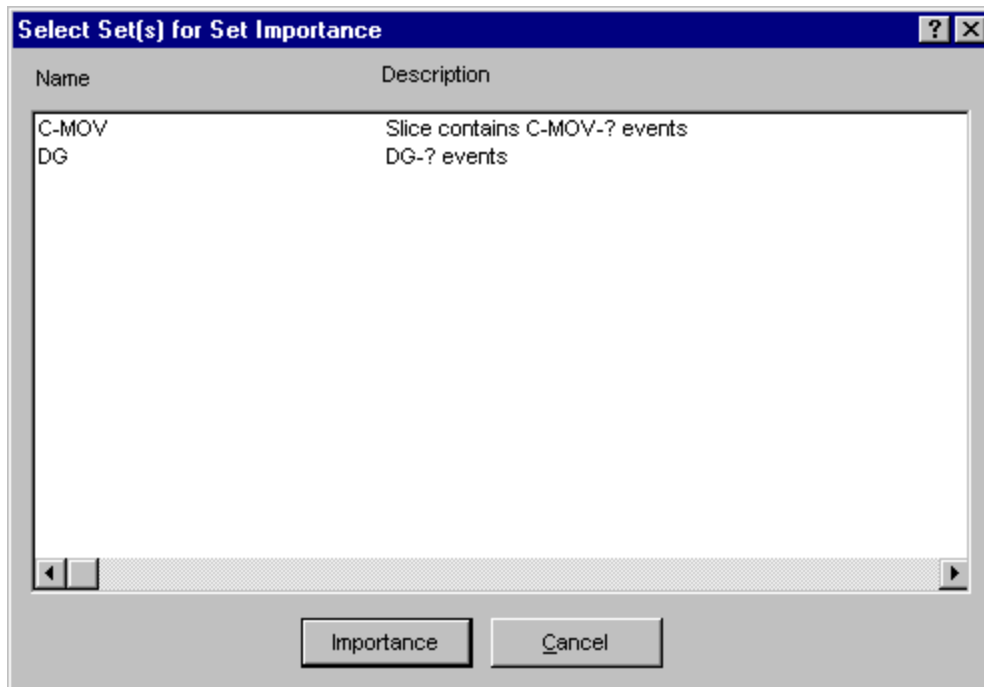 Select Set(s) for Set Importance
Name Description
C-MOV Slice contains C-MOV-? events
DG DG-? events
Importance Cancel